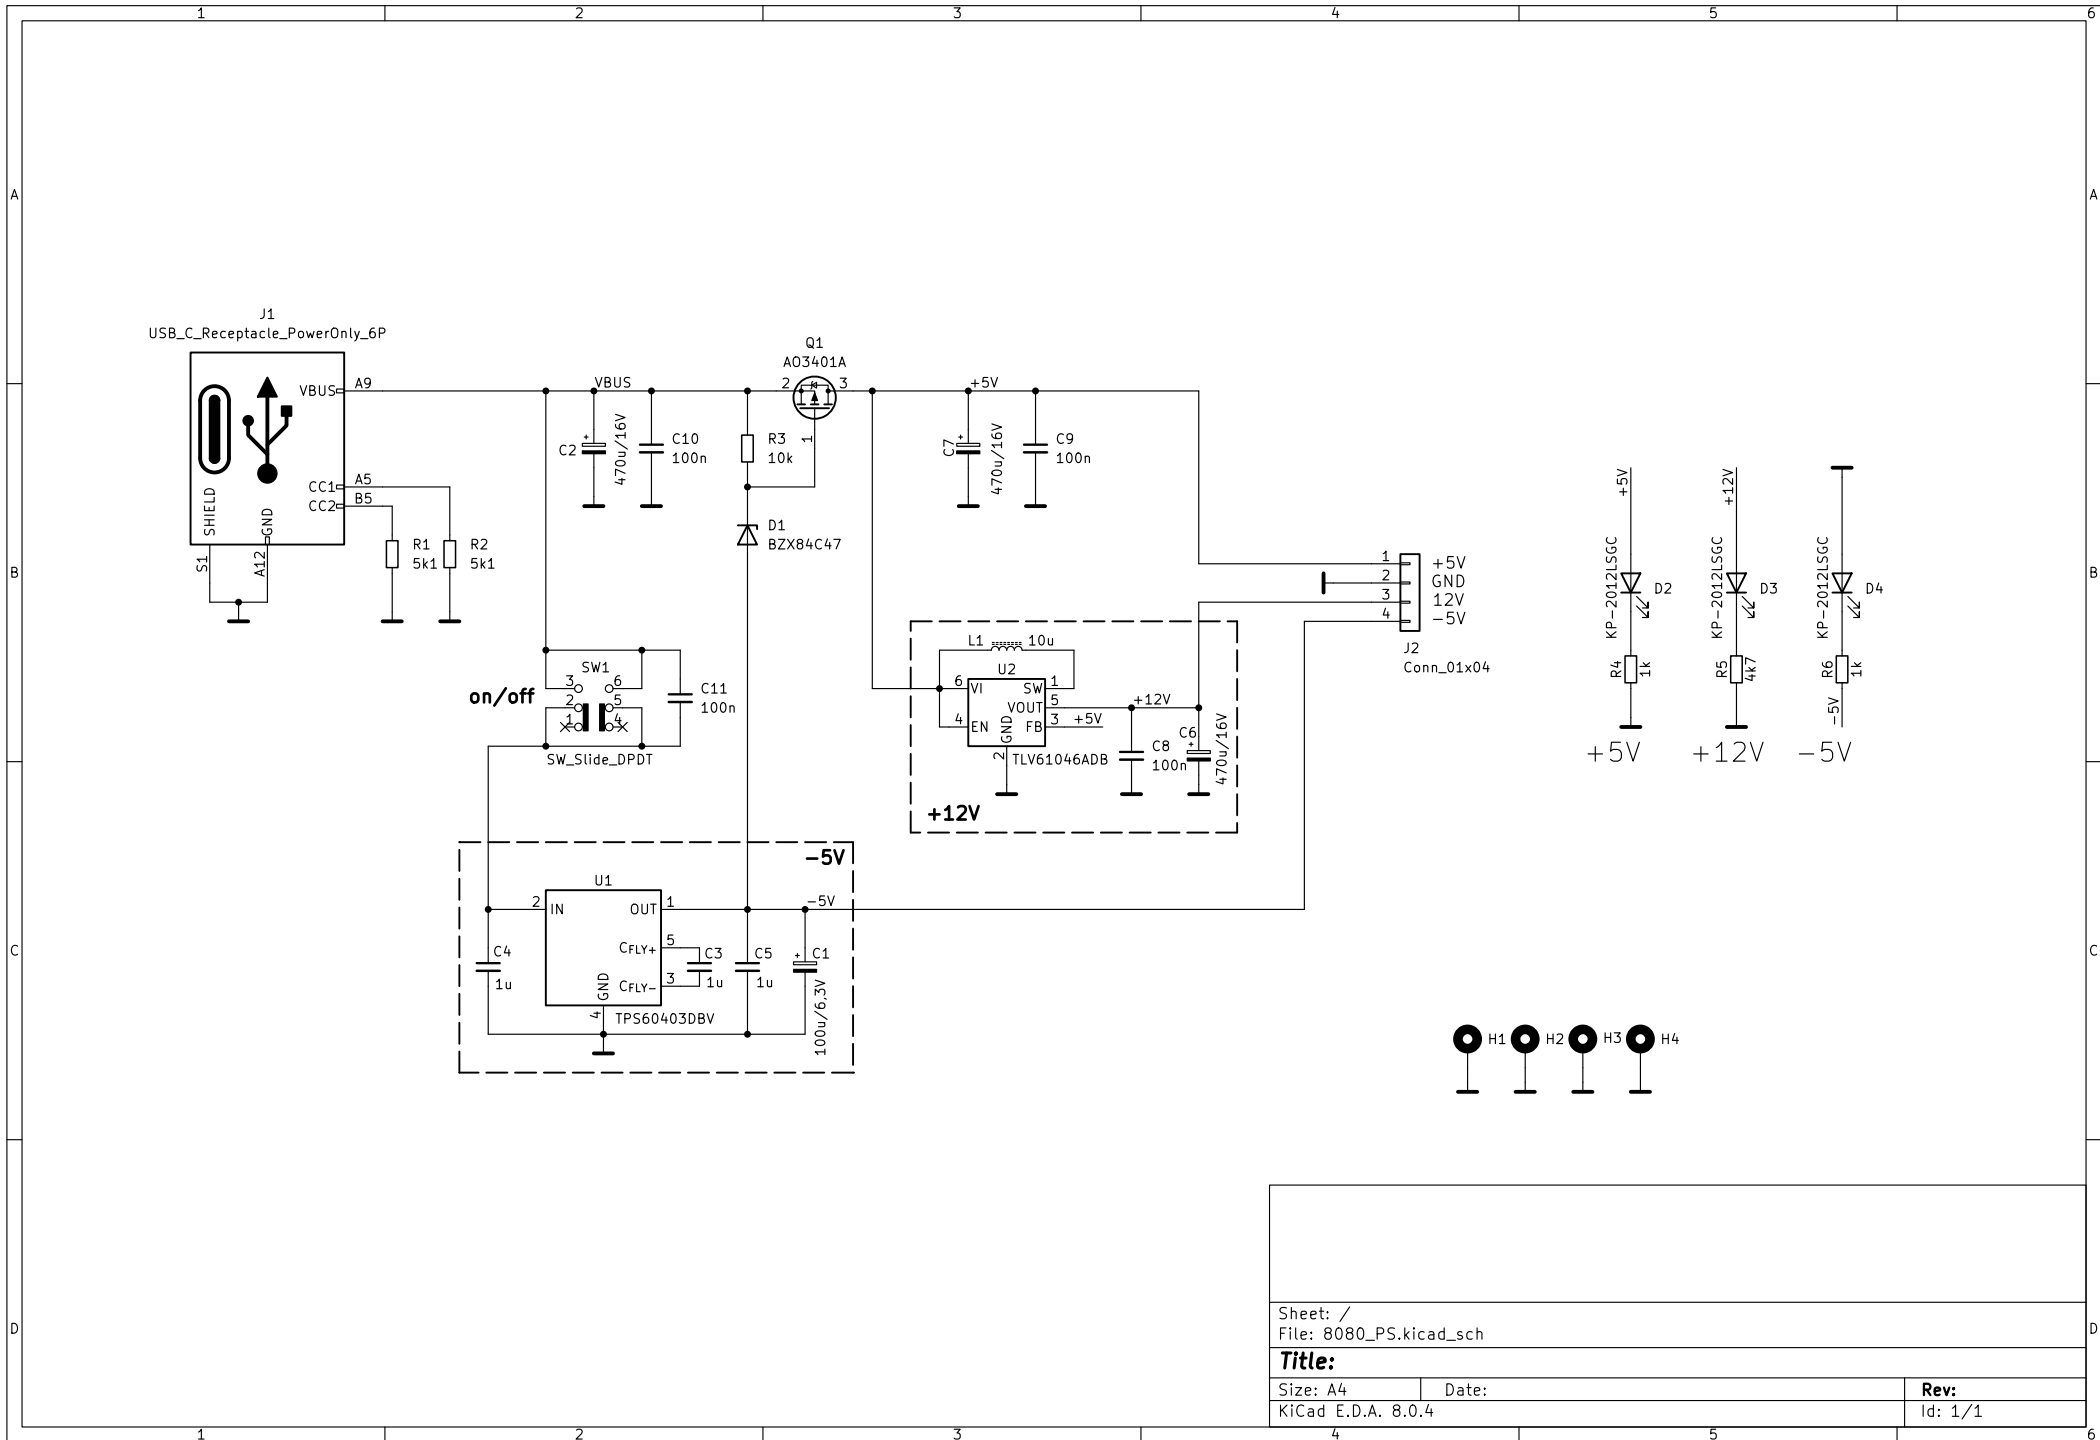 1 2 3 4 5 6
A A
B B
C C
D D
J1
USB_C_Receptacle_PowerOnly_6P
VBUS A9
CC1 A5
CC2 B5
SHIELD
GND
S1
A12
R1
5k1
R2
5k1
VBUS
C2
470u/16V
C10
100n
R3
10k
D1
BZX84C47
Q1
AO3401A
2 3
1
+5V
C7
470u/16V
C9
100n
on/off
SW1
3 6
2 5
1 4
SW_Slide_DPDT
C11
100n
L1 10u
U2
6 VI SW 1
VOUT 5
4 EN FB 3
GND
2
TLV61046ADB
+12V
+5V
C8
100n
C6
470u/16V
+12V
1 +5V
2 GND
3 12V
4 -5V
J2
Conn_01x04
-5V
U1
2 IN OUT 1
CFLY+ 5
CFLY- 3
GND
4
TPS60403DBV
C4
1u
C3
1u
C5
1u
-5V
C1
100u/6,3V
+5V
KP-2012LSGC
D2
R4
1k
+5V
+12V
KP-2012LSGC
D3
R5
4k7
+12V
KP-2012LSGC
D4
R6
1k
-5V
-5V
H1 H2 H3 H4
Sheet: /
File: 8080_PS.kicad_sch
Title:
Size: A4 Date: Rev:
KiCad E.D.A. 8.0.4 Id: 1/1
1 2 3 4 5 6